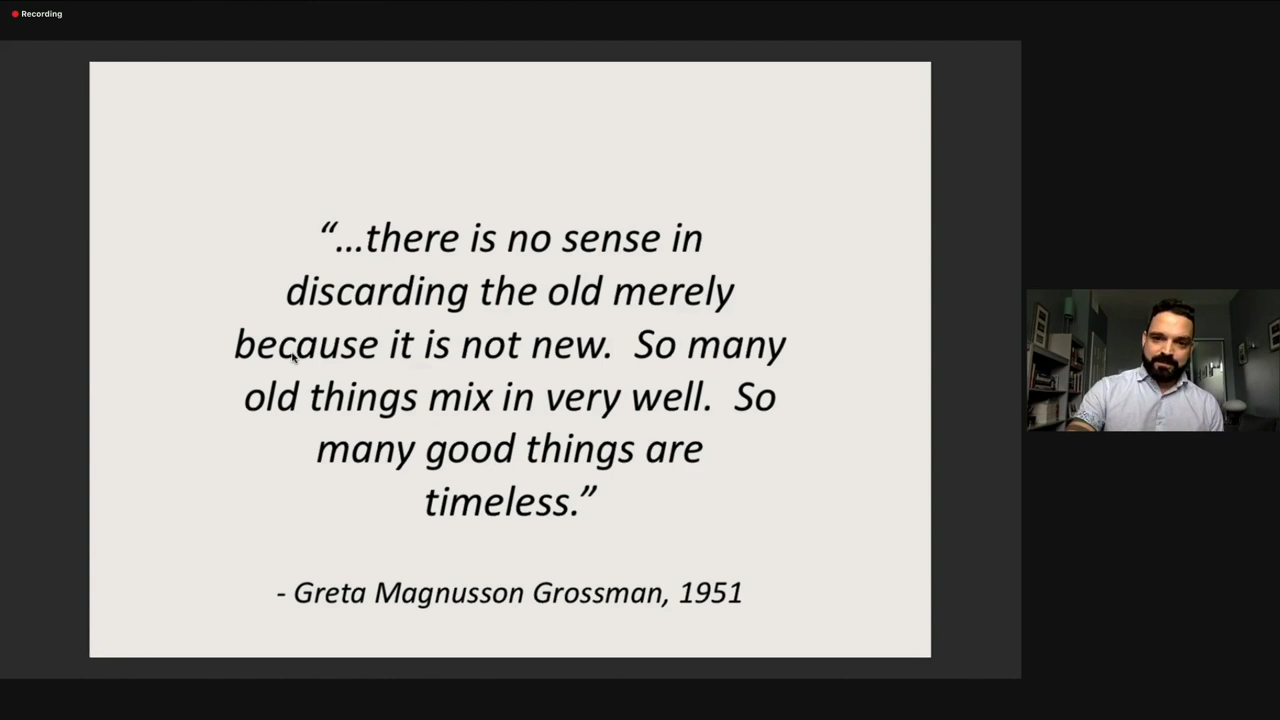 Recording
“...there is no sense in
discarding the old merely
because it is not new.  So many
old things mix in very well.  So
many good things are
timeless.”
- Greta Magnusson Grossman, 1951